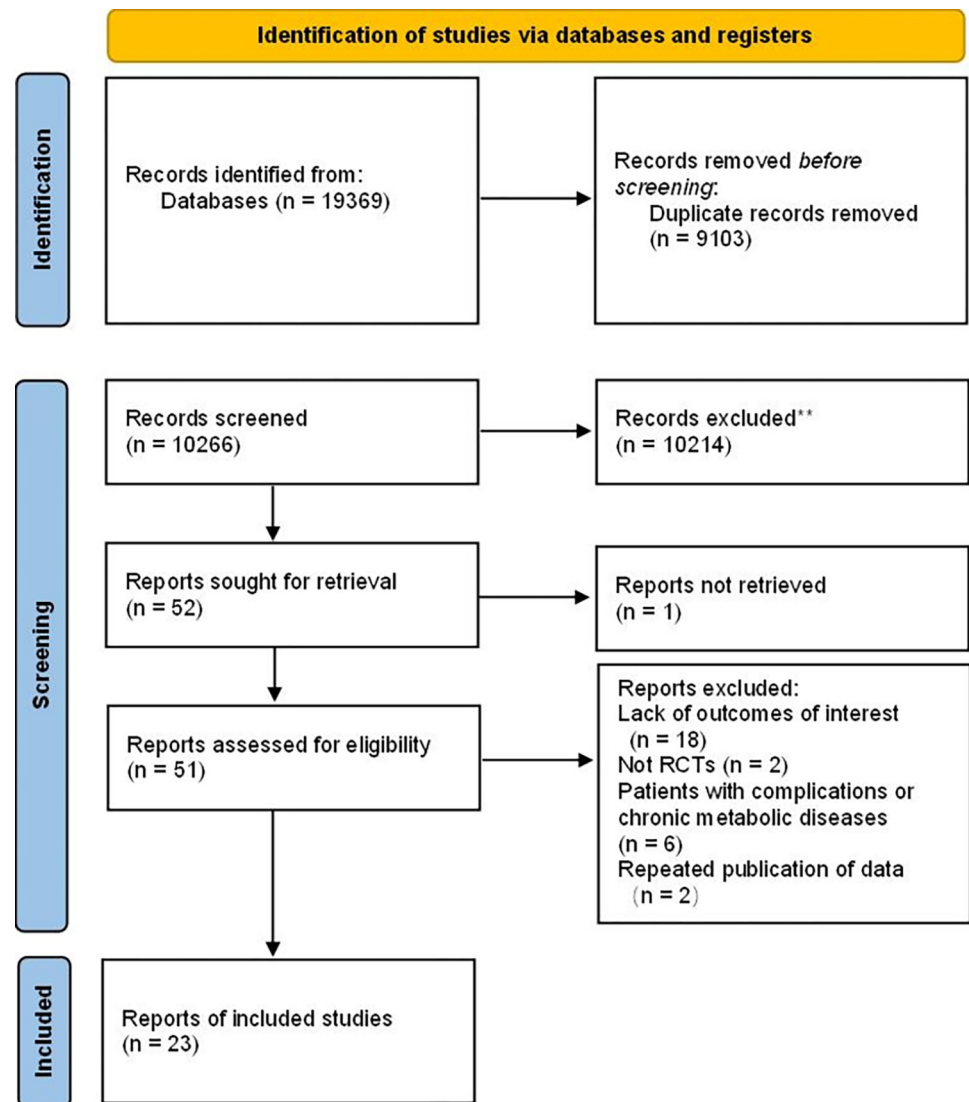 Identification of studies via databases and registers
Identification
Records identified from:
Databases (n = 19369)
Records removed before
screening:
Duplicate records removed
(n = 9103)
Screening
Records screened
(n = 10266)
Records excluded**
(n = 10214)
Reports sought for retrieval
(n = 52)
Reports not retrieved
(n = 1)
Reports assessed for eligibility
(n = 51)
Reports excluded:
Lack of outcomes of interest
(n = 18)
Not RCTs (n = 2)
Patients with complications or
chronic metabolic diseases
(n = 6)
Repeated publication of data
(n = 2)
Included
Reports of included studies
(n = 23)